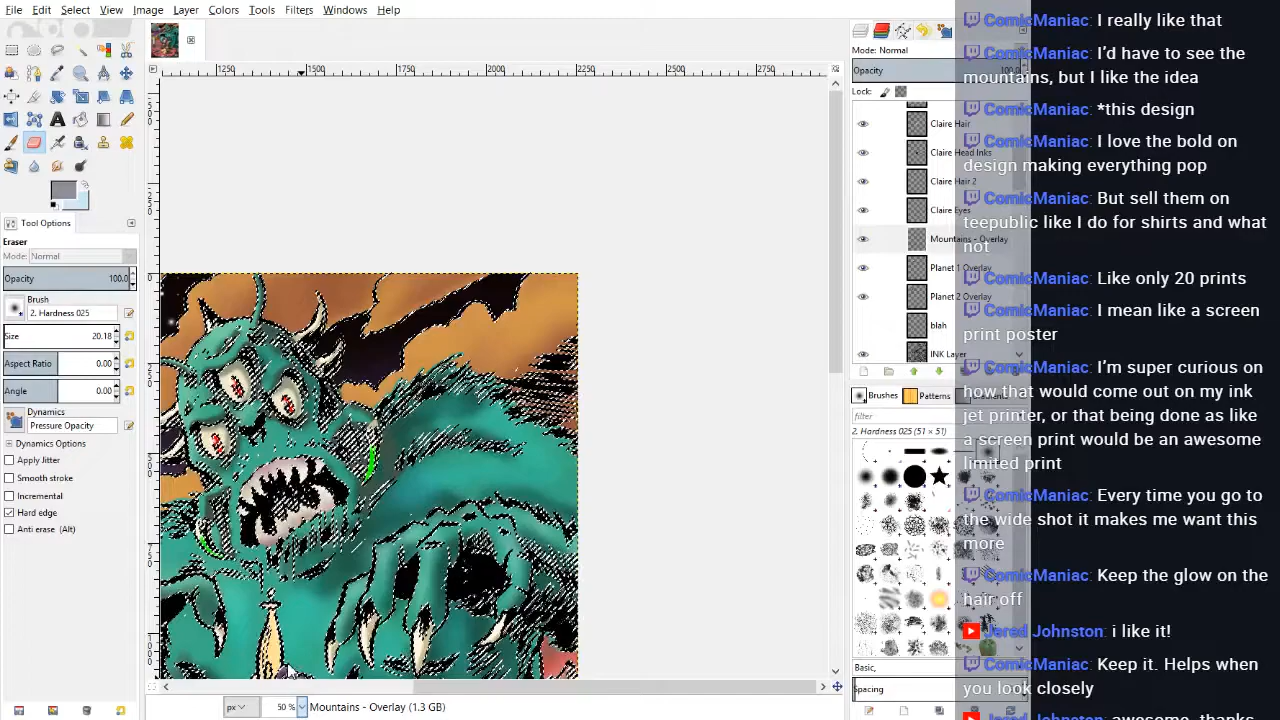 File Edit Select View Image Layer Colors Tools Filters Windows Help
1250 1500 1750 2000 2250 2500 2750
Tool Options
Eraser
Mode: Normal
Opacity 100.0
Brush
2. Hardness 025
Size 20.18
Aspect Ratio 0.00
Angle 0.00
Dynamics
Pressure Opacity
Dynamics Options
Apply Jitter
Smooth stroke
Incremental
Hard edge
Anti erase (Alt)
px 50 % Mountains - Overlay (1.3 GB)
Mode: Normal
Opacity 100.0
Lock:
Claire Hair
Claire Head Inks
Claire Hair 2
Claire Eyes
Mountains - Overlay
Planet 1 Overlay
Planet 2 Overlay
blah
INK Layer
Brushes Patterns
filter
2. Hardness 025 (51 × 51)
Basic,
Spacing
ComicManiac: I really like that
ComicManiac: I’d have to see the
mountains, but I like the idea
ComicManiac: *this design
ComicManiac: I love the bold on
design making everything pop
ComicManiac: But sell them on
teepublic like I do for shirts and what
not
ComicManiac: Like only 20 prints
ComicManiac: I mean like a screen
print poster
ComicManiac: I’m super curious on
how that would come out on my ink
jet printer, or that being done as like
a screen print would be an awesome
limited print
ComicManiac: Every time you go to
the wide shot it makes me want this
more
ComicManiac: Keep the glow on the
hair off
Jered Johnston: i like it!
ComicManiac: Keep it. Helps when
you look closely
Jered Johnston: awesome, thanks